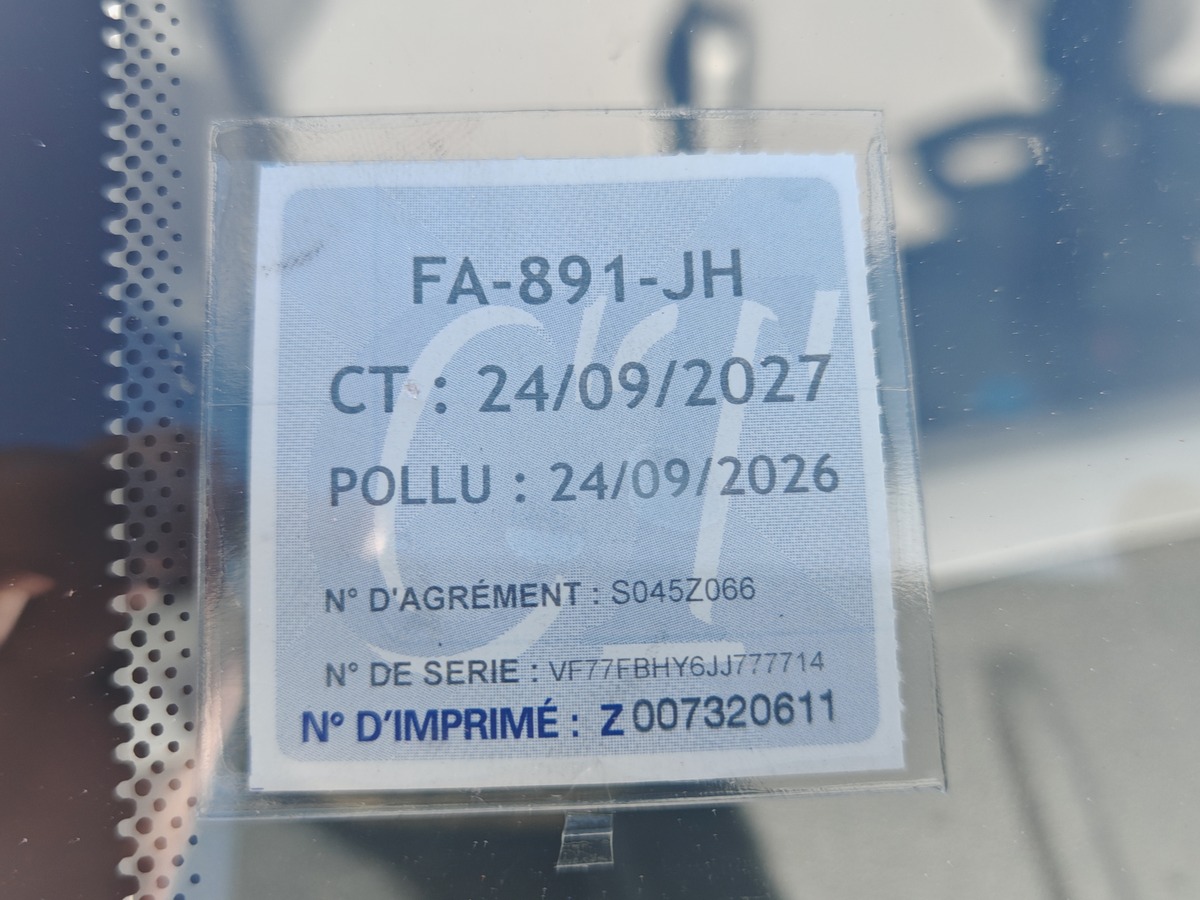 FA-891-JH
CT : 24/09/2027
POLLU : 24/09/2026
N° D'AGRÉMENT : S045Z066
N° DE SERIE : VF77FBHY6JJ777714
N° D'IMPRIMÉ : Z007320611